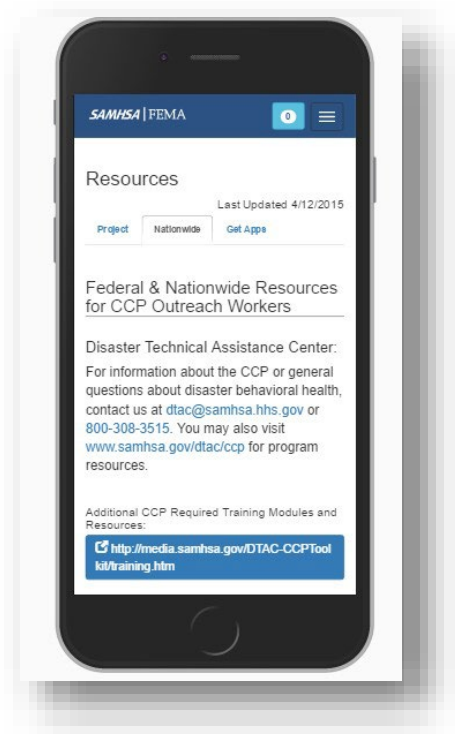 SAMHSA | FEMA
0
Resources
Last Updated 4/12/2015
Project Nationwide Get Apps
Federal & Nationwide Resources
for CCP Outreach Workers
Disaster Technical Assistance Center:
For information about the CCP or general
questions about disaster behavioral health,
contact us at dtac@samhsa.hhs.gov or
800-308-3515. You may also visit
www.samhsa.gov/dtac/ccp for program
resources.
Additional CCP Required Training Modules and
Resources:
http://media.samhsa.gov/DTAC-CCPTool
kit/training.htm